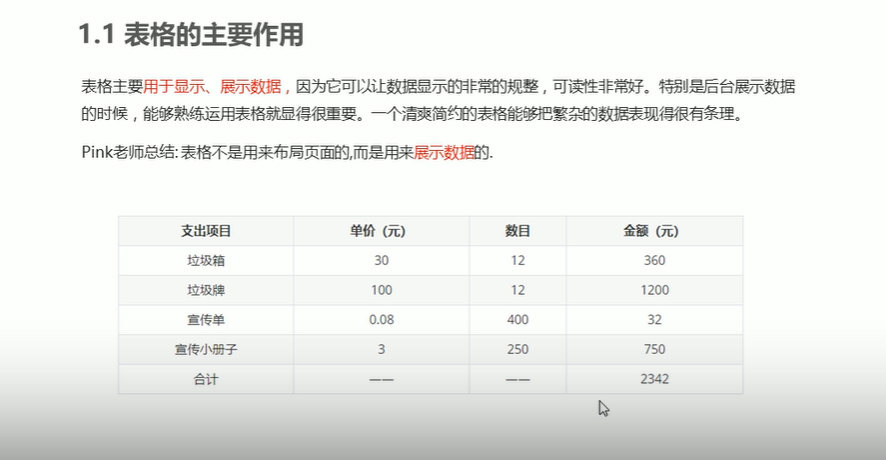 1.1 表格的主要作用
表格主要用于显示、展示数据，因为它可以让数据显示的非常的规整，可读性非常好。特别是后台展示数据
的时候，能够熟练运用表格就显得很重要。一个清爽简约的表格能够把繁杂的数据表现得很有条理。
Pink老师总结: 表格不是用来布局页面的,而是用来展示数据的.
支出项目 单价（元） 数目 金额（元）
垃圾箱 30 12 360
垃圾牌 100 12 1200
宣传单 0.08 400 32
宣传小册子 3 250 750
合计 —— —— 2342